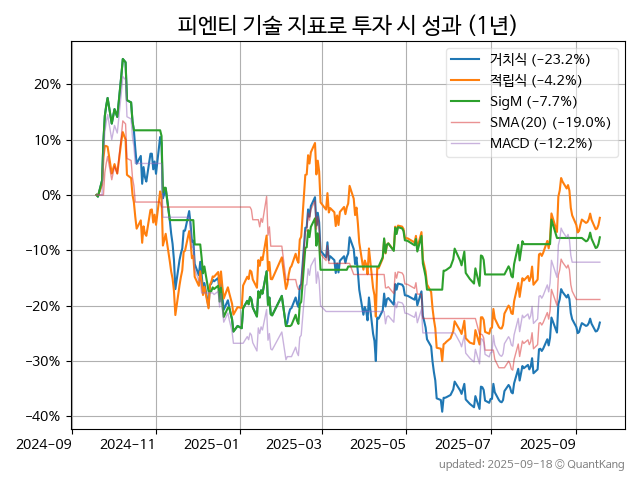 피엔티 기술 지표로 투자 시 성과 (1년)
거치식 (−23.2%)
적립식 (−4.2%)
SigM (−7.7%)
SMA(20) (−19.0%)
MACD (−12.2%)
20%
10%
0%
−10%
−20%
−30%
−40%
2024-09 2024-11 2025-01 2025-03 2025-05 2025-07 2025-09
updated: 2025-09-18 © QuantKang